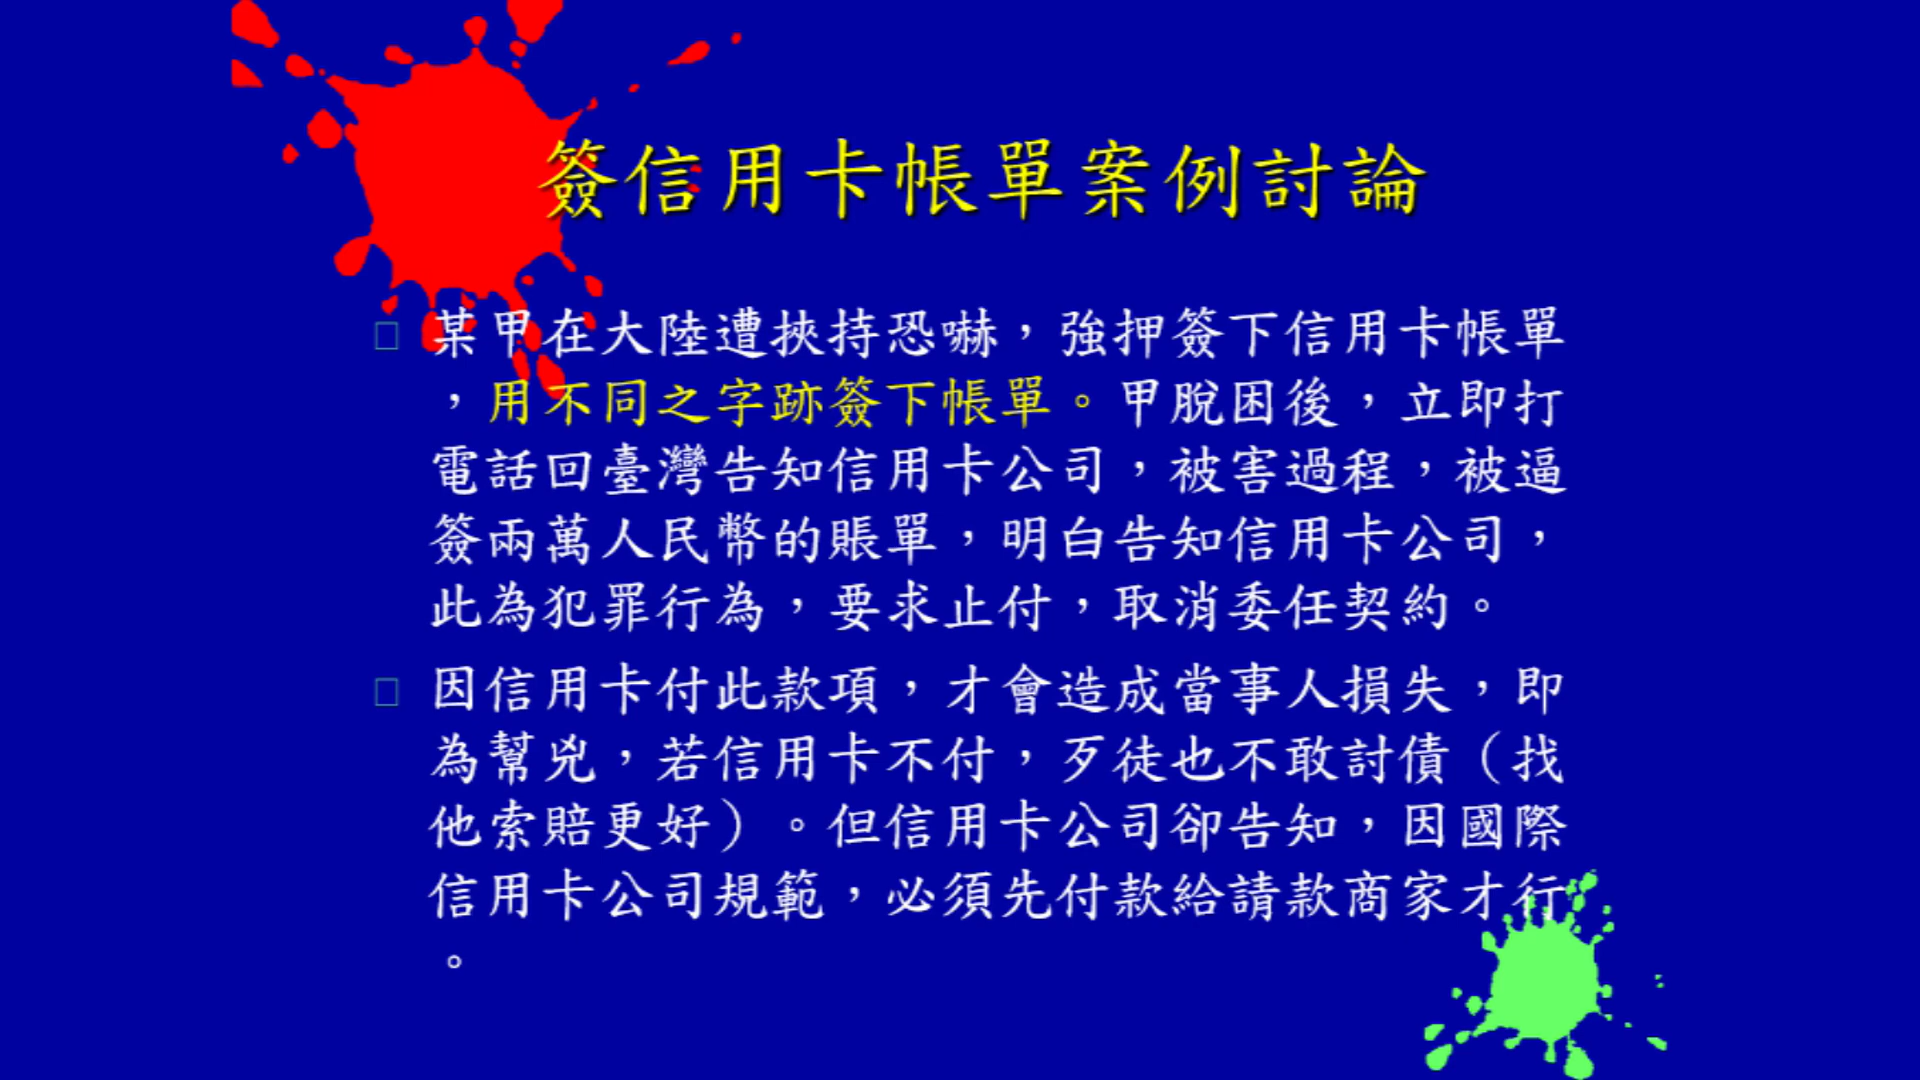 簽信用卡帳單案例討論
某甲在大陸遭挾持恐嚇，強押簽下信用卡帳單
，用不同之字跡簽下帳單。甲脫困後，立即打
電話回臺灣告知信用卡公司，被害過程，被逼
簽兩萬人民幣的賬單，明白告知信用卡公司，
此為犯罪行為，要求止付，取消委任契約。
因信用卡付此款項，才會造成當事人損失，即
為幫兇，若信用卡不付，歹徒也不敢討債（找
他索賠更好）。但信用卡公司卻告知，因國際
信用卡公司規範，必須先付款給請款商家才行
。